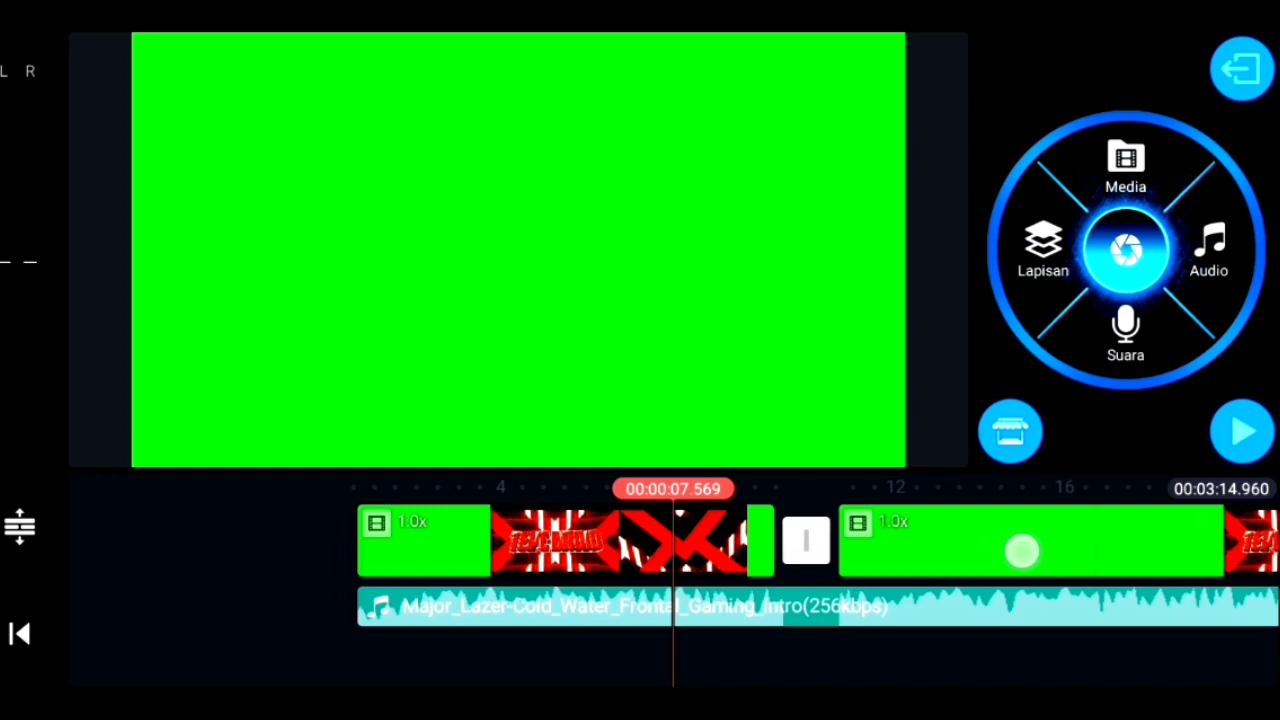 L R
Media
Lapisan
Audio
Suara
4
00:00:07.569
12
16
00:03:14.960
1.0x
1.0x
Major_Lazer-Cold_Water_Frontal_Gaming_Intro(256kbps)